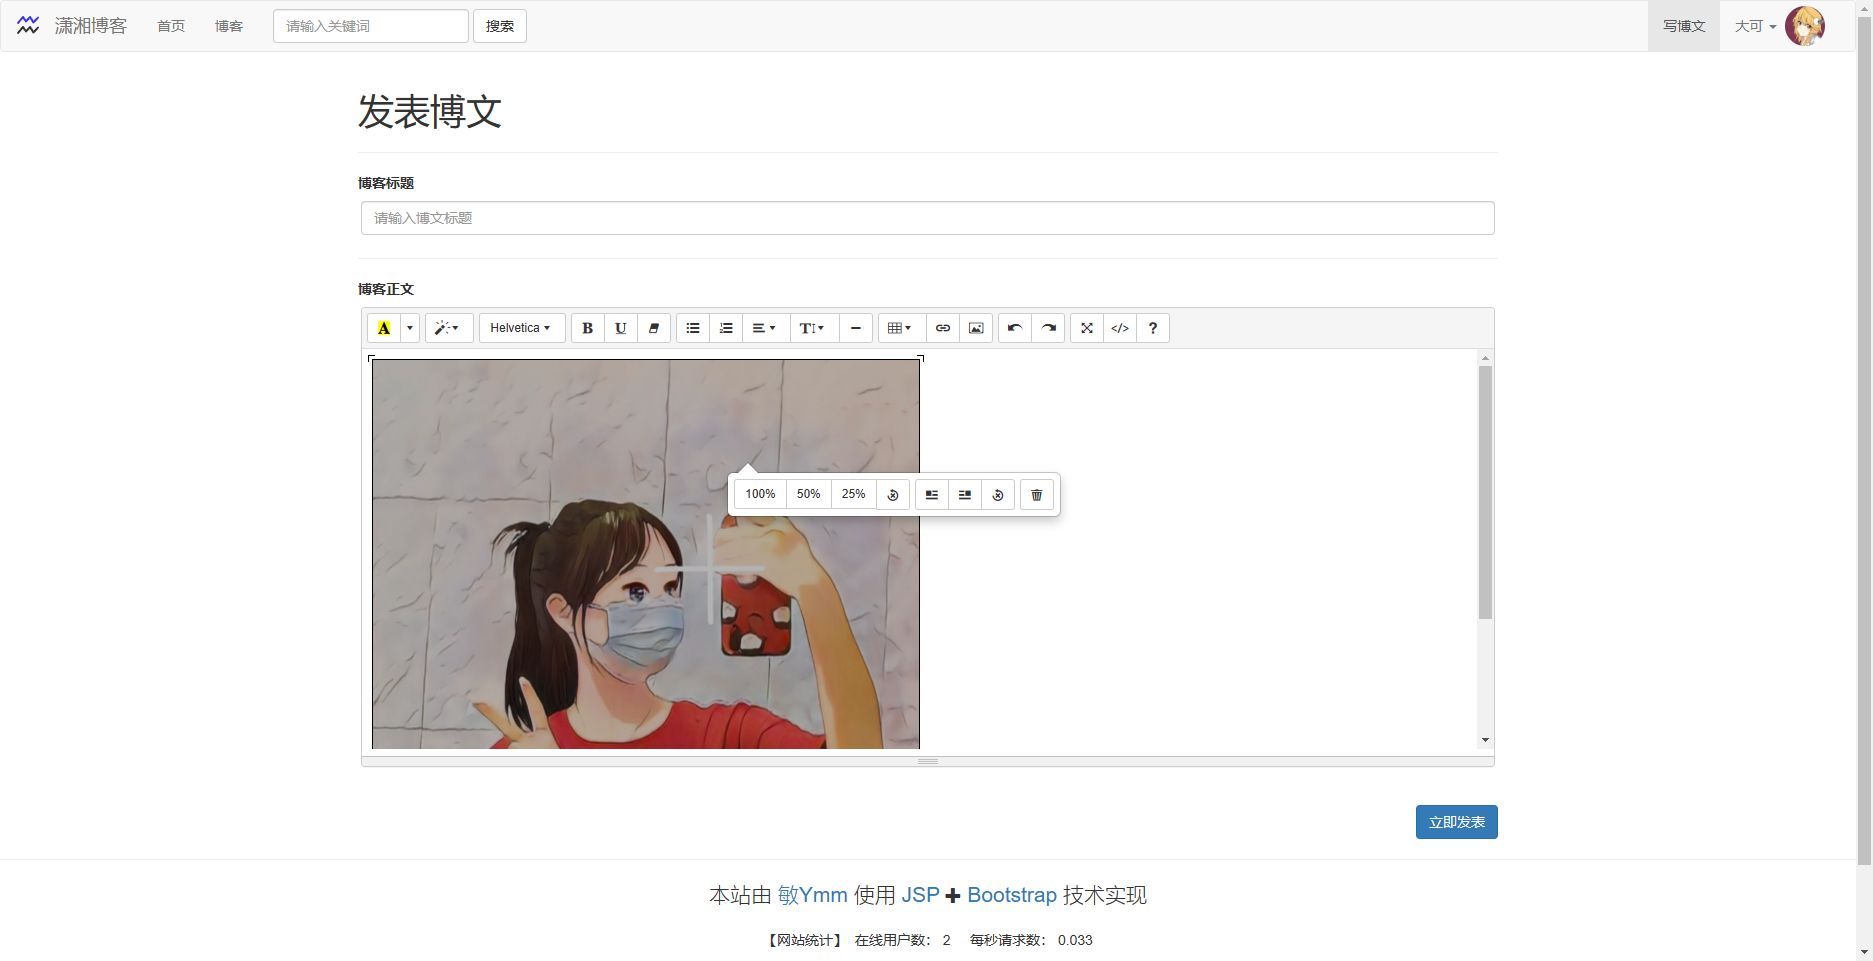 潇湘博客 首页 博客 请输入关键词 搜索 写博文 大可
发表博文
博客标题
请输入博文标题
博客正文
A Helvetica B U T </> ?
100% 50% 25%
立即发表
本站由 敏Ymm 使用 JSP + Bootstrap 技术实现
【网站统计】 在线用户数： 2 每秒请求数： 0.033